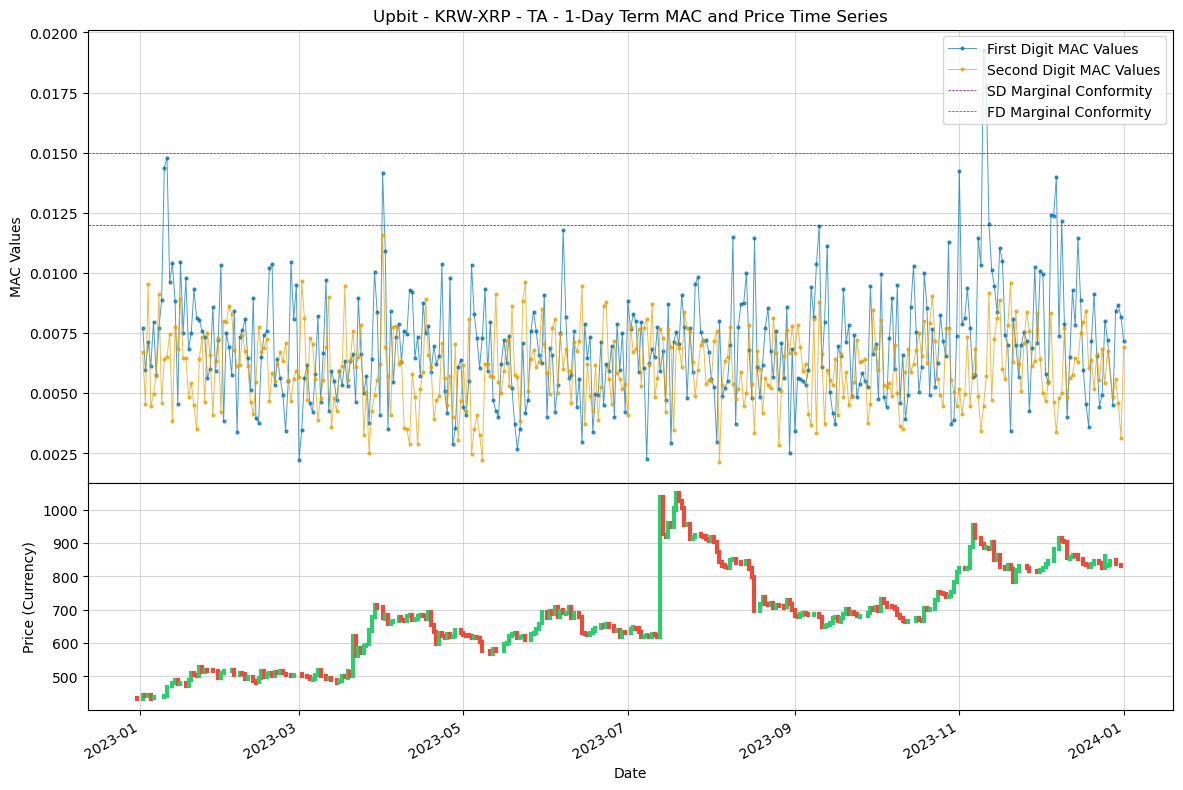 Upbit - KRW-XRP - TA - 1-Day Term MAC and Price Time Series
MAC Values
0.0200
0.0175
0.0150
0.0125
0.0100
0.0075
0.0050
0.0025
First Digit MAC Values
Second Digit MAC Values
SD Marginal Conformity
FD Marginal Conformity
Price (Currency)
1000
900
800
700
600
500
2023-01
2023-03
2023-05
2023-07
2023-09
2023-11
2024-01
Date